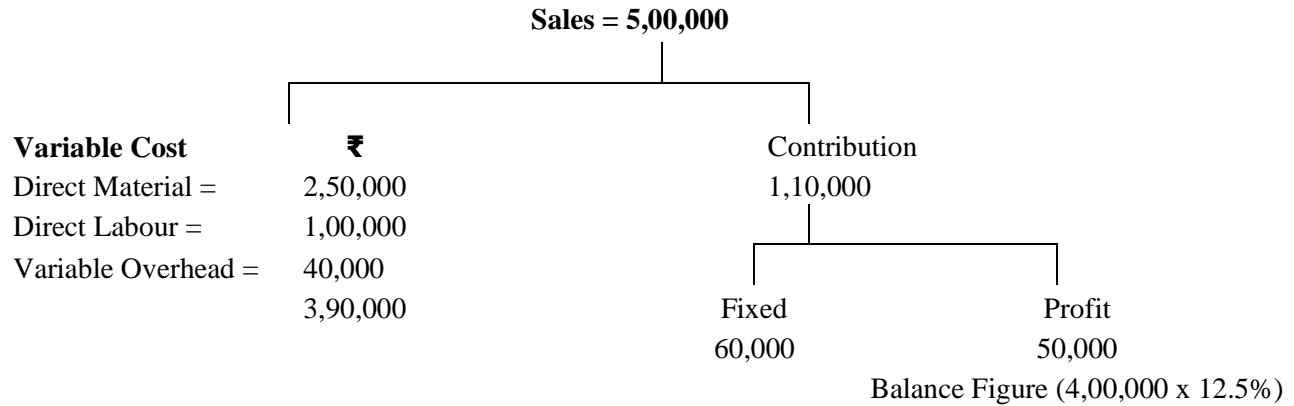 Sales = 5,00,000
Variable Cost ₹ Contribution
Direct Material = 2,50,000 1,10,000
Direct Labour = 1,00,000
Variable Overhead = 40,000
3,90,000 Fixed Profit
60,000 50,000
Balance Figure (4,00,000 x 12.5%)